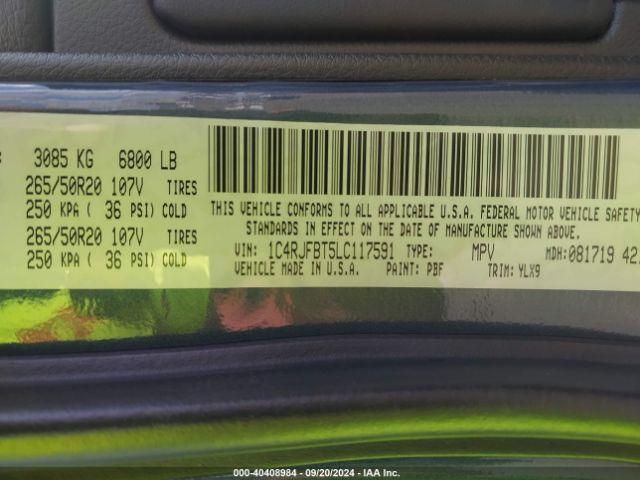 : 3085 KG 6800 LB
265/50R20 107V TIRES
250 KPA ( 36 PSI) COLD
265/50R20 107V TIRES
250 KPA ( 36 PSI) COLD
THIS VEHICLE CONFORMS TO ALL APPLICABLE U.S.A. FEDERAL MOTOR VEHICLE SAFETY
STANDARDS IN EFFECT ON THE DATE OF MANUFACTURE SHOWN ABOVE.
VIN: 1C4RJFBT5LC117591 TYPE: MPV MDH:081719 42
VEHICLE MADE IN U.S.A. PAINT: PBF TRIM: YLX9
000-40408984 - 09/20/2024 - IAA Inc.